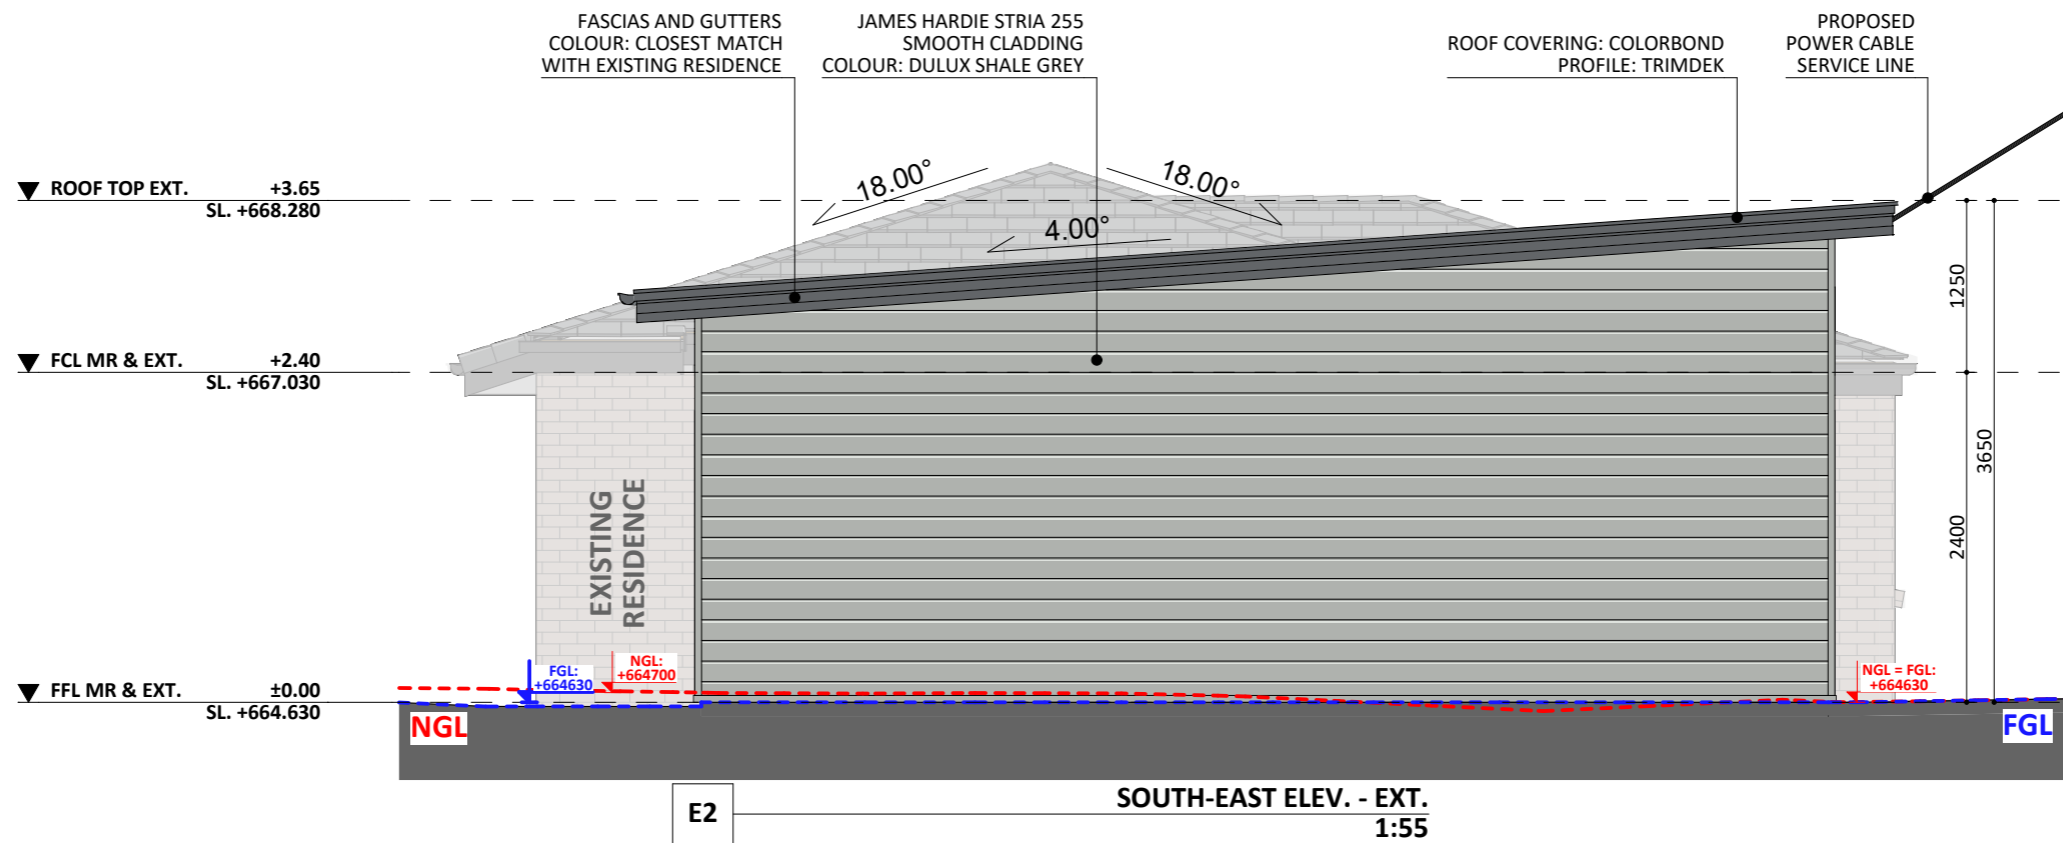 FASCIAS AND GUTTERS
COLOUR: CLOSEST MATCH
WITH EXISTING RESIDENCE
JAMES HARDIE STRIA 255
SMOOTH CLADDING
COLOUR: DULUX SHALE GREY
ROOF COVERING: COLORBOND
PROFILE: TRIMDEK
PROPOSED
POWER CABLE
SERVICE LINE
18.00°
18.00°
4.00°
ROOF TOP EXT. +3.65
SL. +668.280
FCL MR & EXT. +2.40
SL. +667.030
FFL MR & EXT. ±0.00
SL. +664.630
1250
3650
2400
EXISTING
RESIDENCE
FGL:
+664630
NGL:
+664700
NGL = FGL:
+664630
NGL
FGL
E2
SOUTH-EAST ELEV. - EXT.
1:55